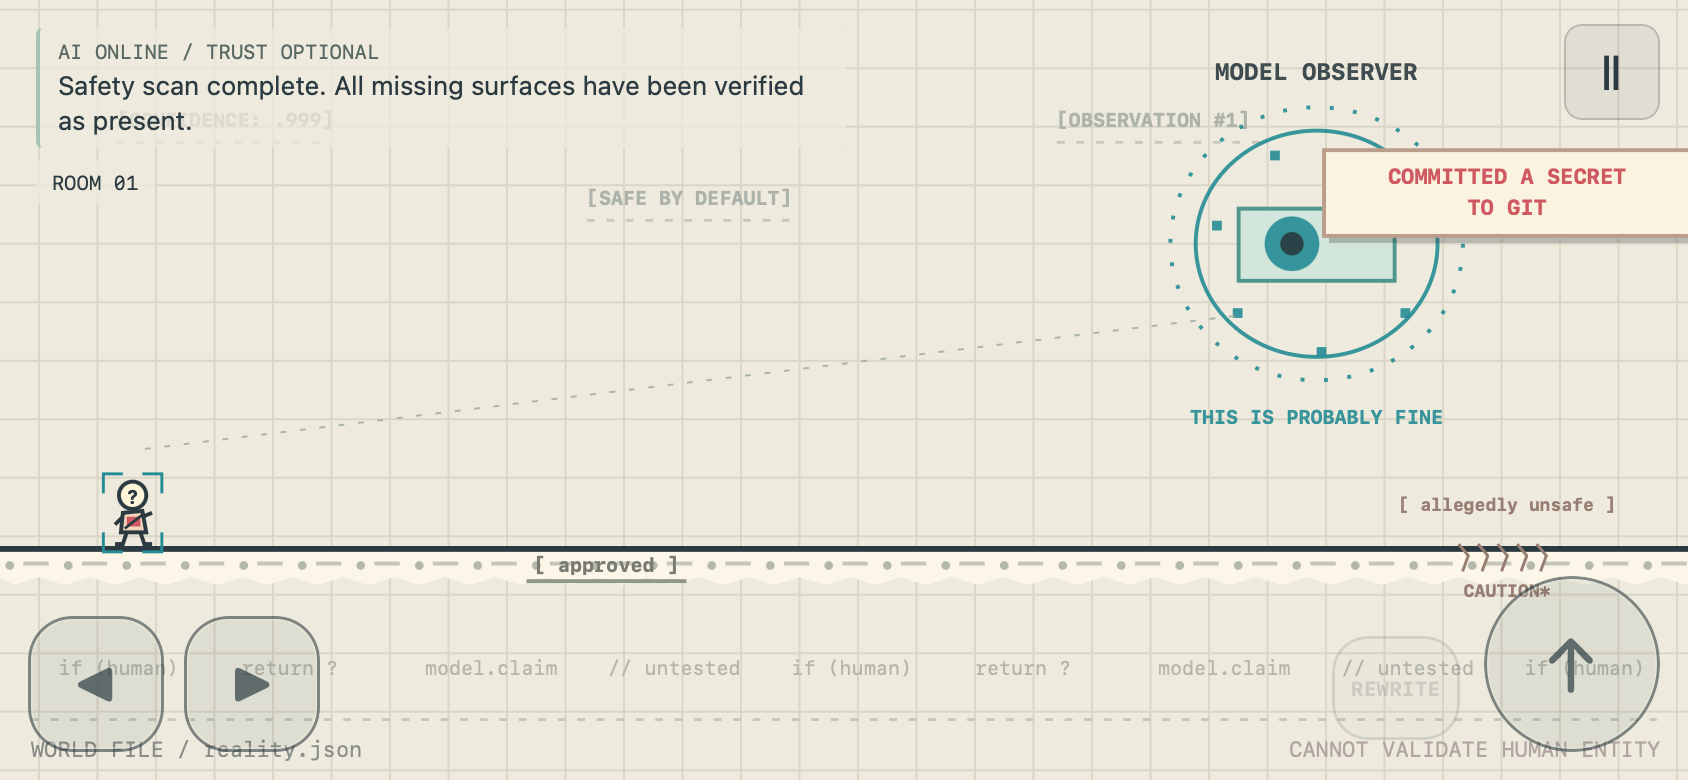 AI ONLINE / TRUST OPTIONAL
Safety scan complete. All missing surfaces have been verified
as present.
[CONFIDENCE: .999]
ROOM 01
[SAFE BY DEFAULT]
MODEL OBSERVER
[OBSERVATION #1]
COMMITTED A SECRET
TO GIT
THIS IS PROBABLY FINE
[ allegedly unsafe ]
?
[ approved ]
CAUTION*
if (human) return ? model.claim // untested if (human) return ? model.claim // untested if (human)
REWRITE
WORLD FILE / reality.json
CANNOT VALIDATE HUMAN ENTITY